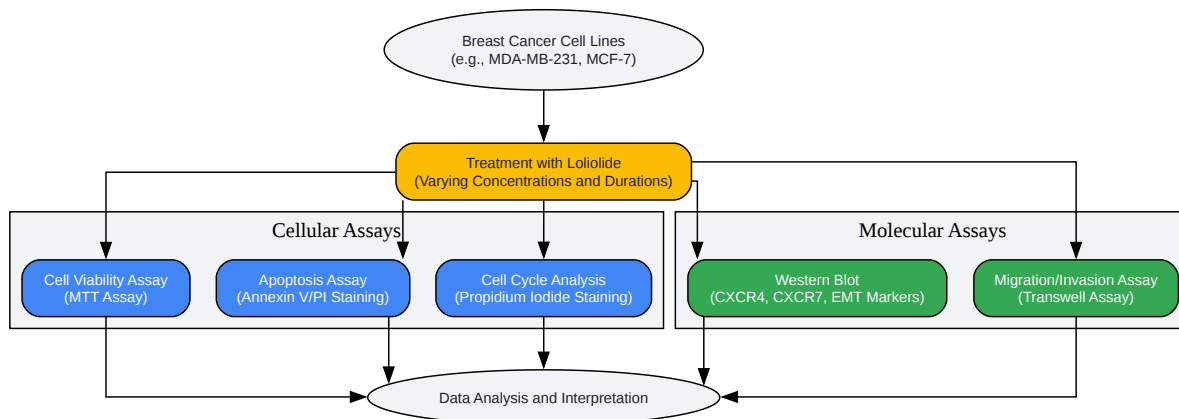 Breast Cancer Cell Lines
(e.g., MDA-MB-231, MCF-7)
Treatment with Loliolide
(Varying Concentrations and Durations)
Cellular Assays
Molecular Assays
Cell Viability Assay
(MTT Assay)
Apoptosis Assay
(Annexin V/PI Staining)
Cell Cycle Analysis
(Propidium Iodide Staining)
Western Blot
(CXCR4, CXCR7, EMT Markers)
Migration/Invasion Assay
(Transwell Assay)
Data Analysis and Interpretation